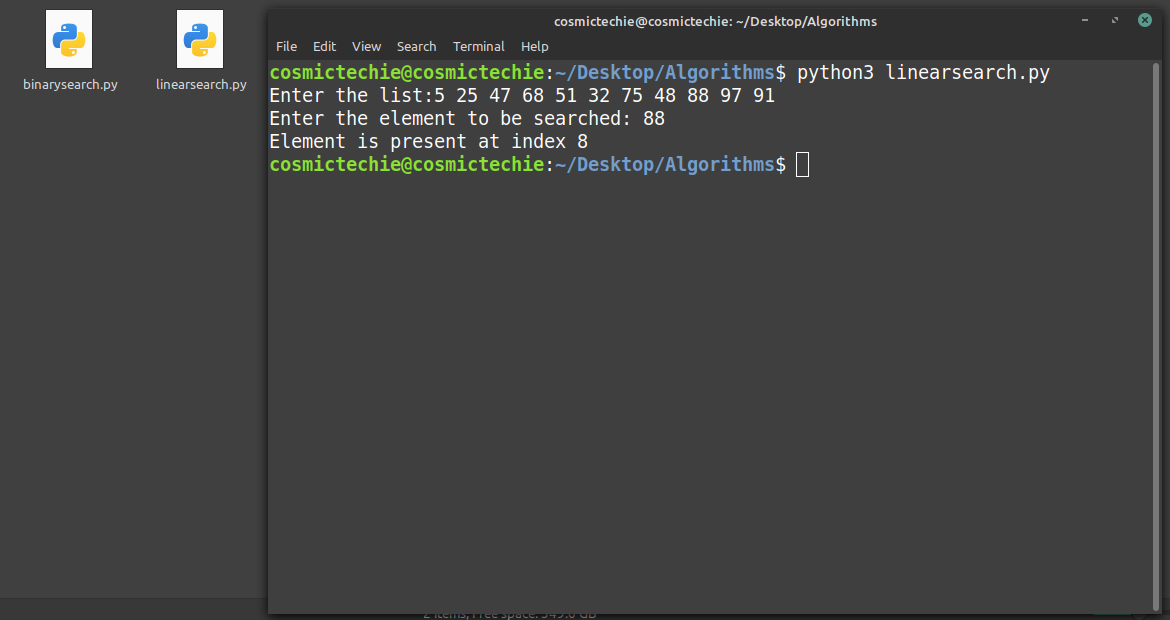 binarysearch.py
linearsearch.py
cosmictechie@cosmictechie: ~/Desktop/Algorithms
File Edit View Search Terminal Help
cosmictechie@cosmictechie:~/Desktop/Algorithms$ python3 linearsearch.py
Enter the list:5 25 47 68 51 32 75 48 88 97 91
Enter the element to be searched: 88
Element is present at index 8
cosmictechie@cosmictechie:~/Desktop/Algorithms$
2 items, Free space: